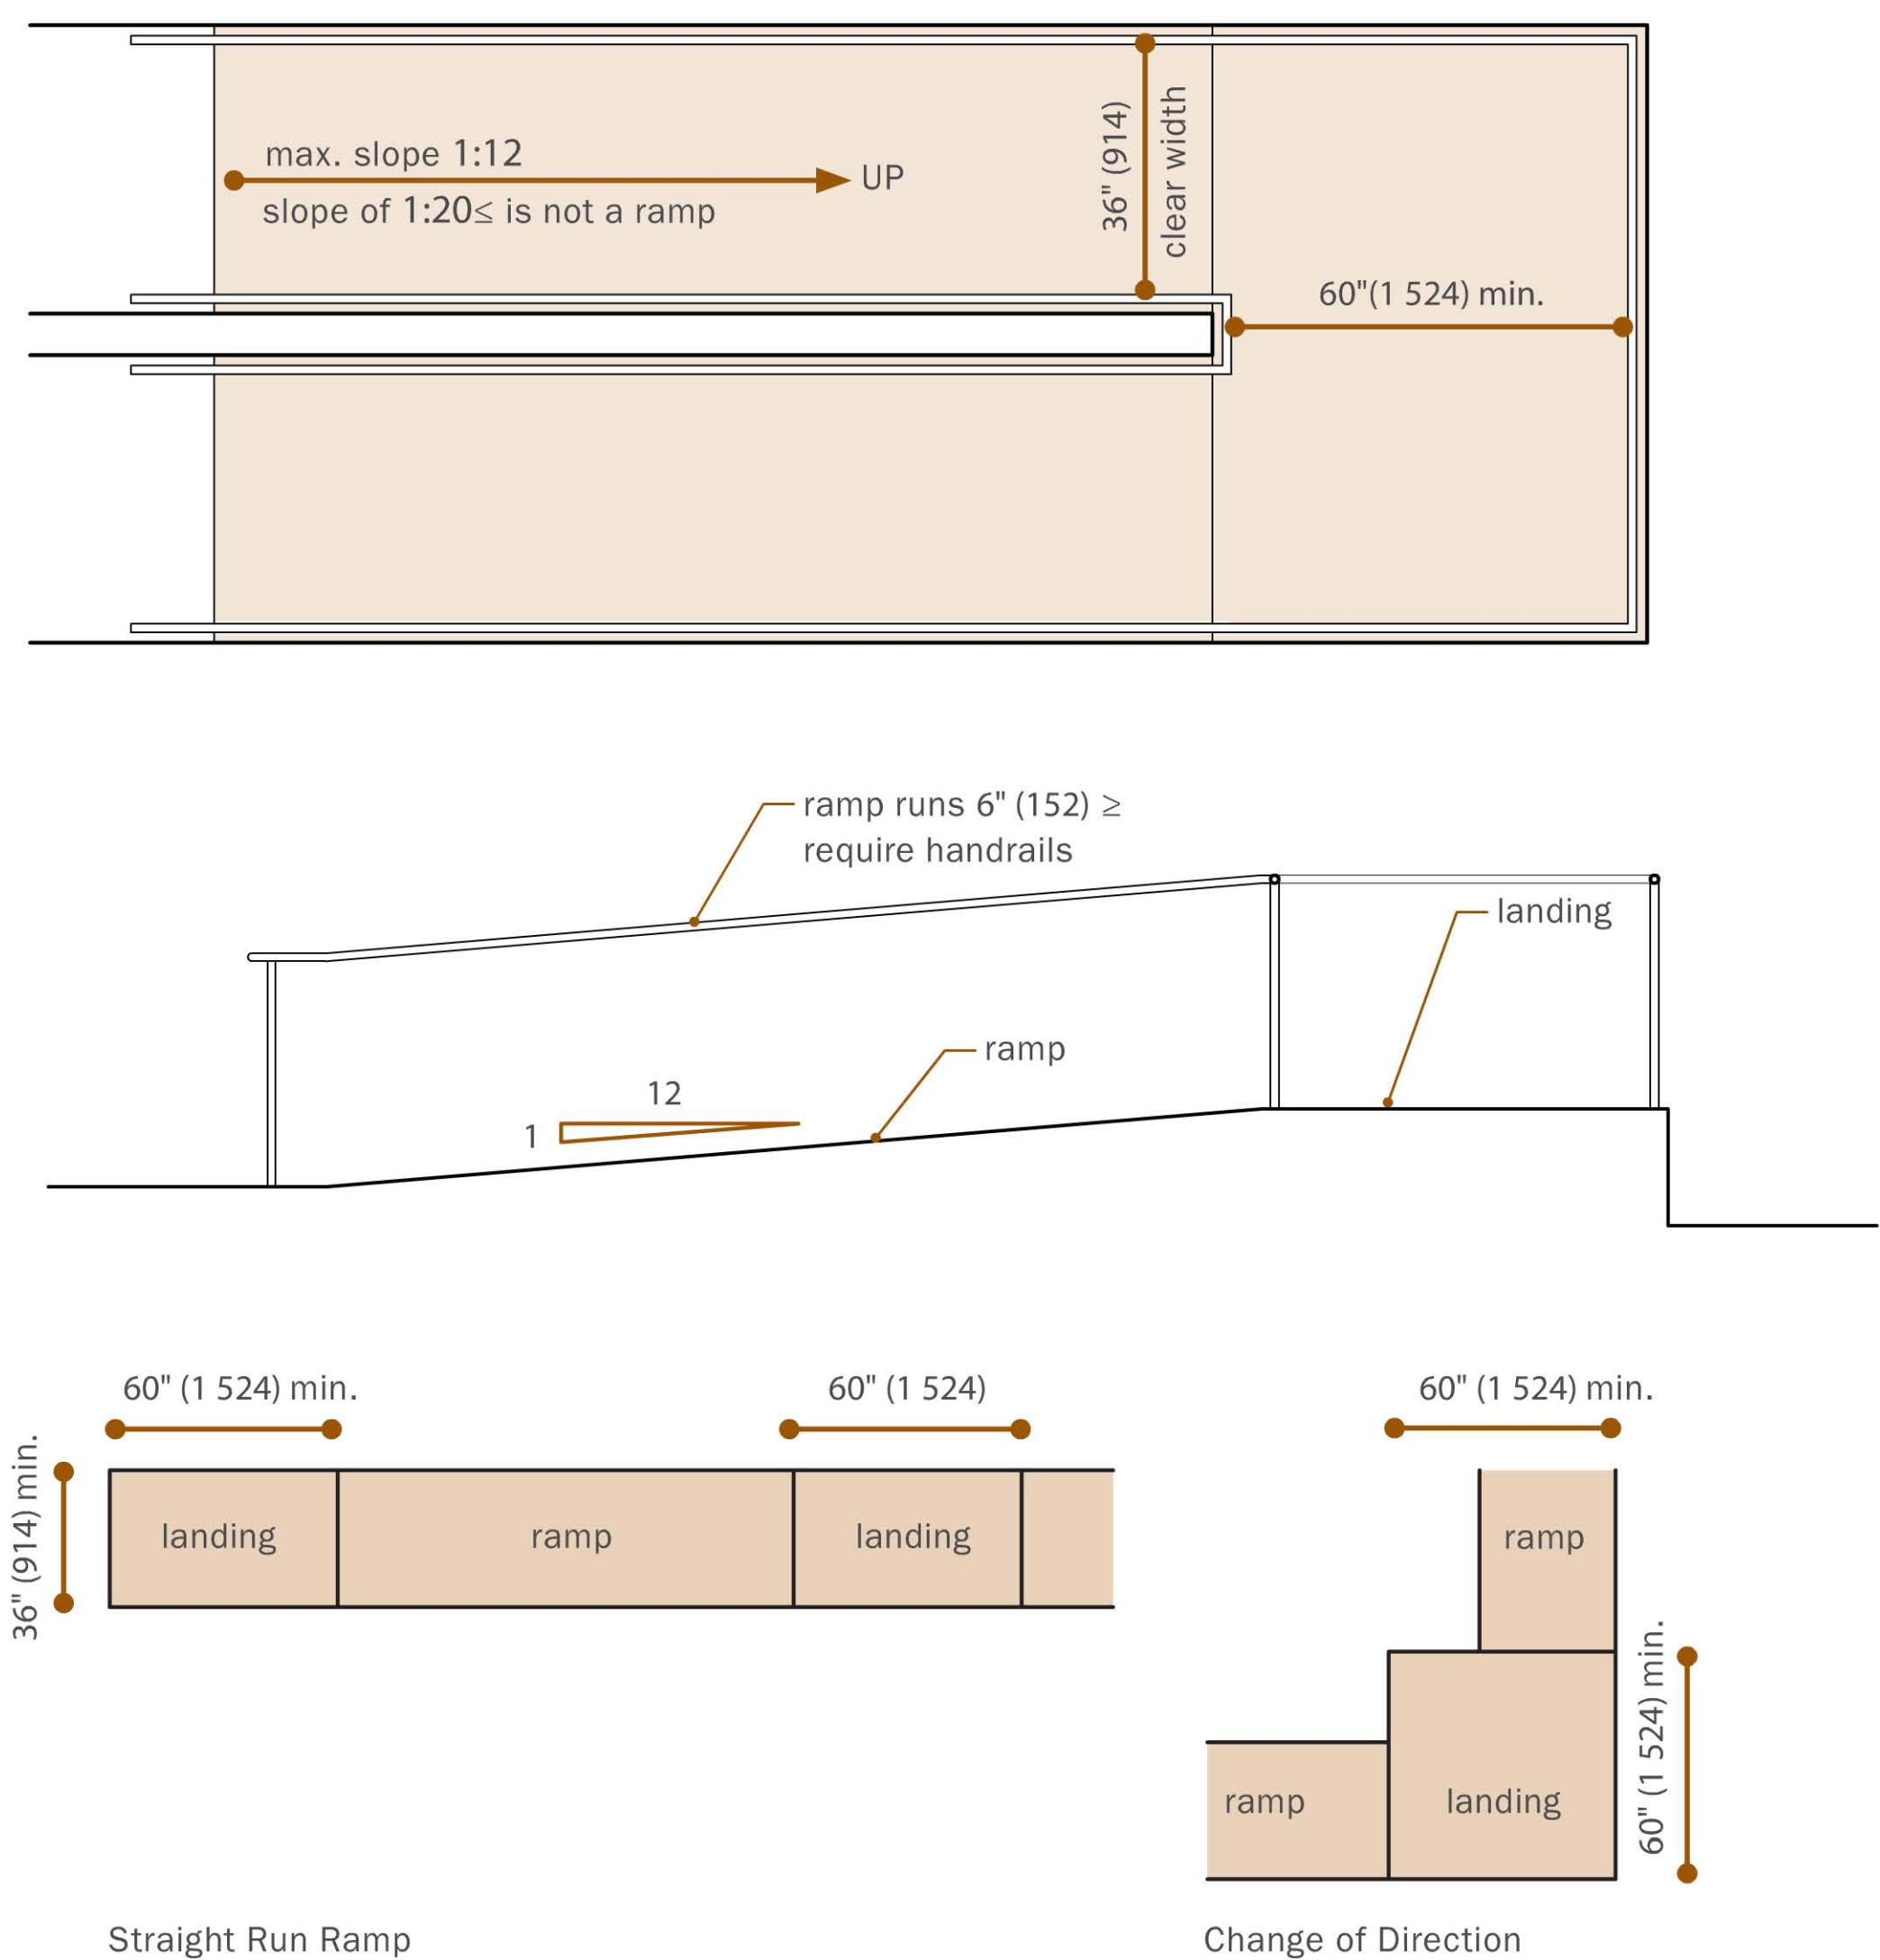 max. slope 1:12
UP
slope of 1:20≤ is not a ramp
36" (914)
clear width
60"(1 524) min.
ramp runs 6" (152) ≥
require handrails
landing
ramp
12
1
60" (1 524) min.
60" (1 524)
60" (1 524) min.
36" (914) min.
landing
ramp
landing
ramp
60" (1 524) min.
ramp
landing
Straight Run Ramp
Change of Direction